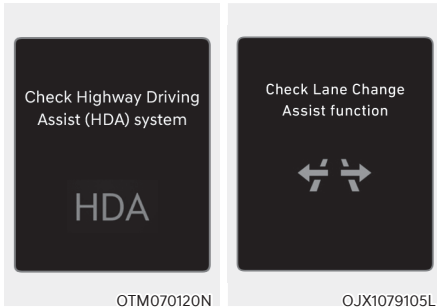 Check Highway Driving
Assist (HDA) system
HDA
OTM070120N
Check Lane Change
Assist function
OJX1079105L